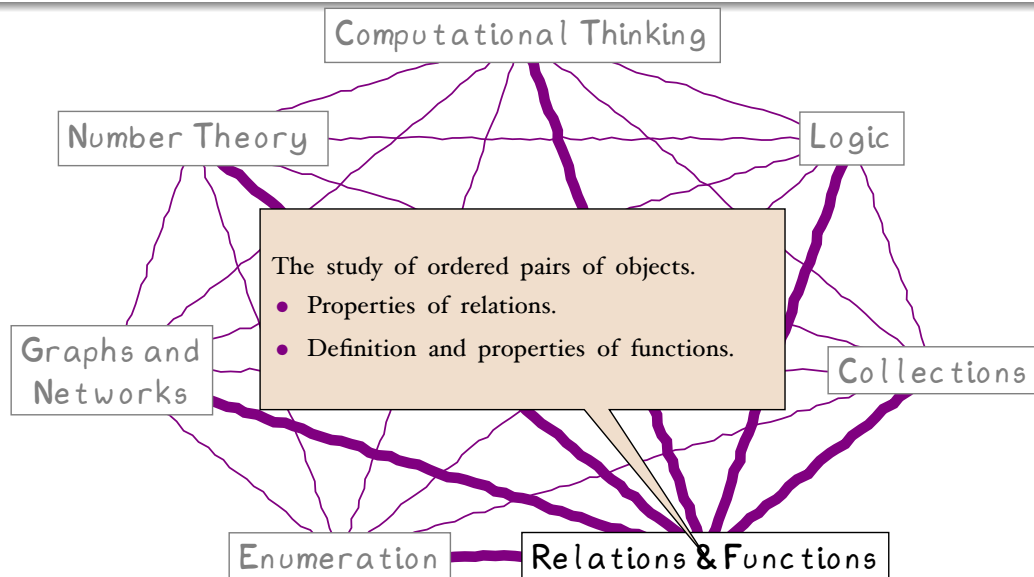 Computational Thinking
Number Theory
Logic
The study of ordered pairs of objects.
• Properties of relations.
• Definition and properties of functions.
Graphs and
Networks
Collections
Enumeration
Relations & Functions